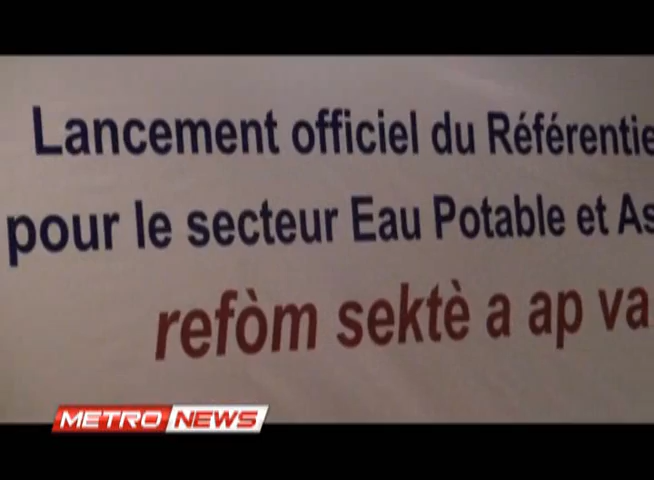 Lancement officiel du Référentie
pour le secteur Eau Potable et As
refòm sektè a ap va
METRO NEWS